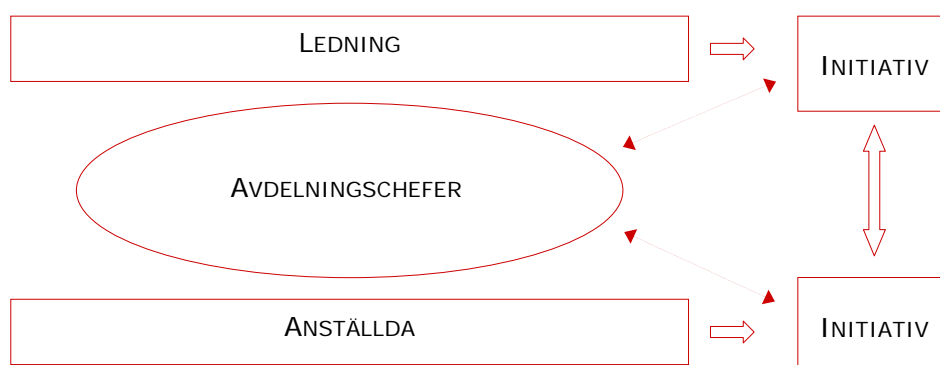 LEDNING
INITIATIV
AVDELNINGSCHEFER
ANSTÄLLDA
INITIATIV